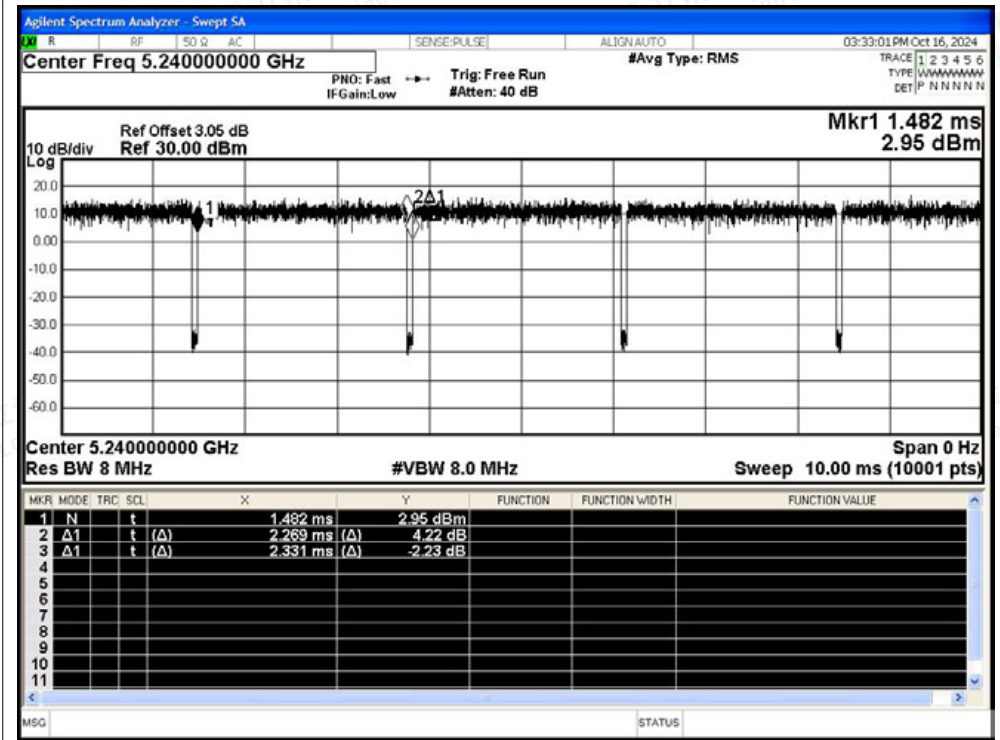 Agilent Spectrum Analyzer - Swept SA
R RF 50 Ω AC SENSE:PULSE ALIGN AUTO 03:33:01 PM Oct 16, 2024
Center Freq 5.240000000 GHz #Avg Type: RMS TRACE 1 2 3 4 5 6
PNO: Fast Trig: Free Run TYPE WWWWWW
IFGain:Low #Atten: 40 dB DET P N N N N N
Mkr1 1.482 ms
2.95 dBm
Ref Offset 3.05 dB
10 dB/div Ref 30.00 dBm
Log
20.0
10.0
0.00
-10.0
-20.0
-30.0
-40.0
-50.0
-60.0
1
2Δ1
Center 5.240000000 GHz Span 0 Hz
Res BW 8 MHz #VBW 8.0 MHz Sweep 10.00 ms (10001 pts)
MKR MODE TRC SCL X Y FUNCTION FUNCTION WIDTH FUNCTION VALUE
1 N t 1.482 ms 2.95 dBm
2 Δ1 t (Δ) 2.269 ms (Δ) 4.22 dB
3 Δ1 t (Δ) 2.331 ms (Δ) -2.23 dB
4
5
6
7
8
9
10
11
MSG STATUS